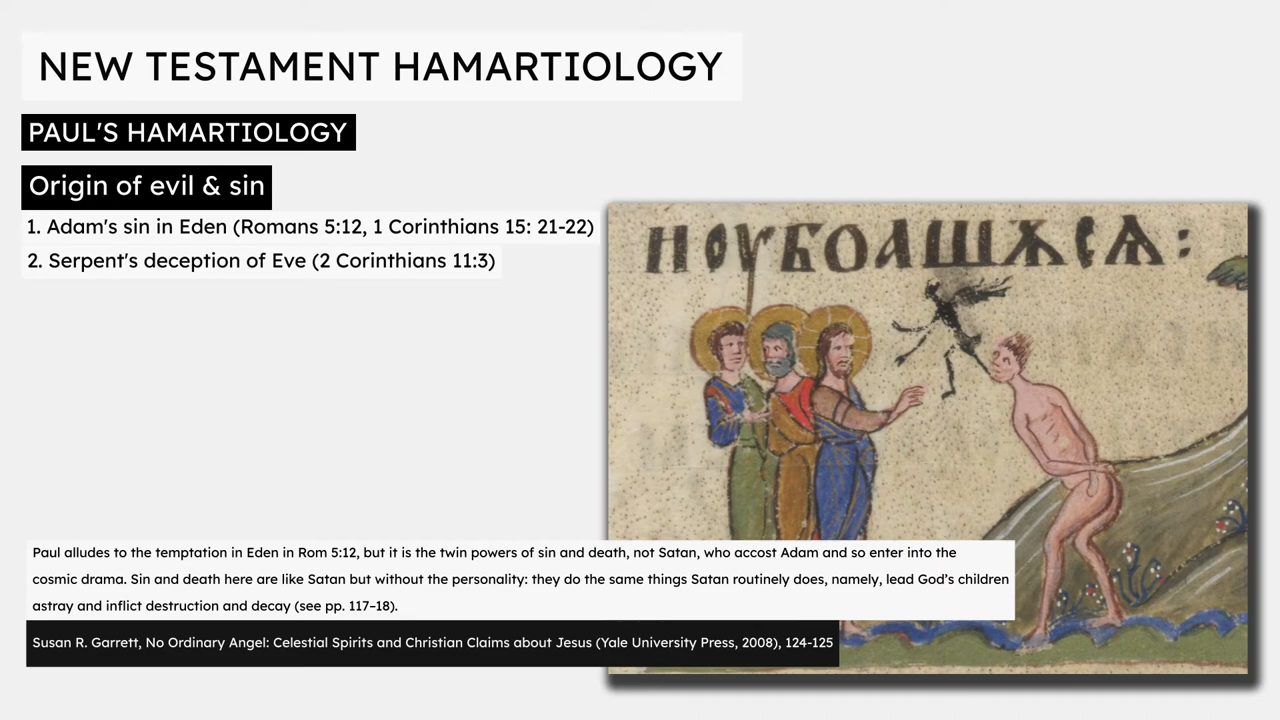 NEW TESTAMENT HAMARTIOLOGY
PAUL'S HAMARTIOLOGY
Origin of evil & sin
1. Adam's sin in Eden (Romans 5:12, 1 Corinthians 15: 21-22)
2. Serpent's deception of Eve (2 Corinthians 11:3)
НОУБОАШѪСѦ:
Paul alludes to the temptation in Eden in Rom 5:12, but it is the twin powers of sin and death, not Satan, who accost Adam and so enter into the
cosmic drama. Sin and death here are like Satan but without the personality: they do the same things Satan routinely does, namely, lead God's children
astray and inflict destruction and decay (see pp. 117–18).
Susan R. Garrett, No Ordinary Angel: Celestial Spirits and Christian Claims about Jesus (Yale University Press, 2008), 124-125